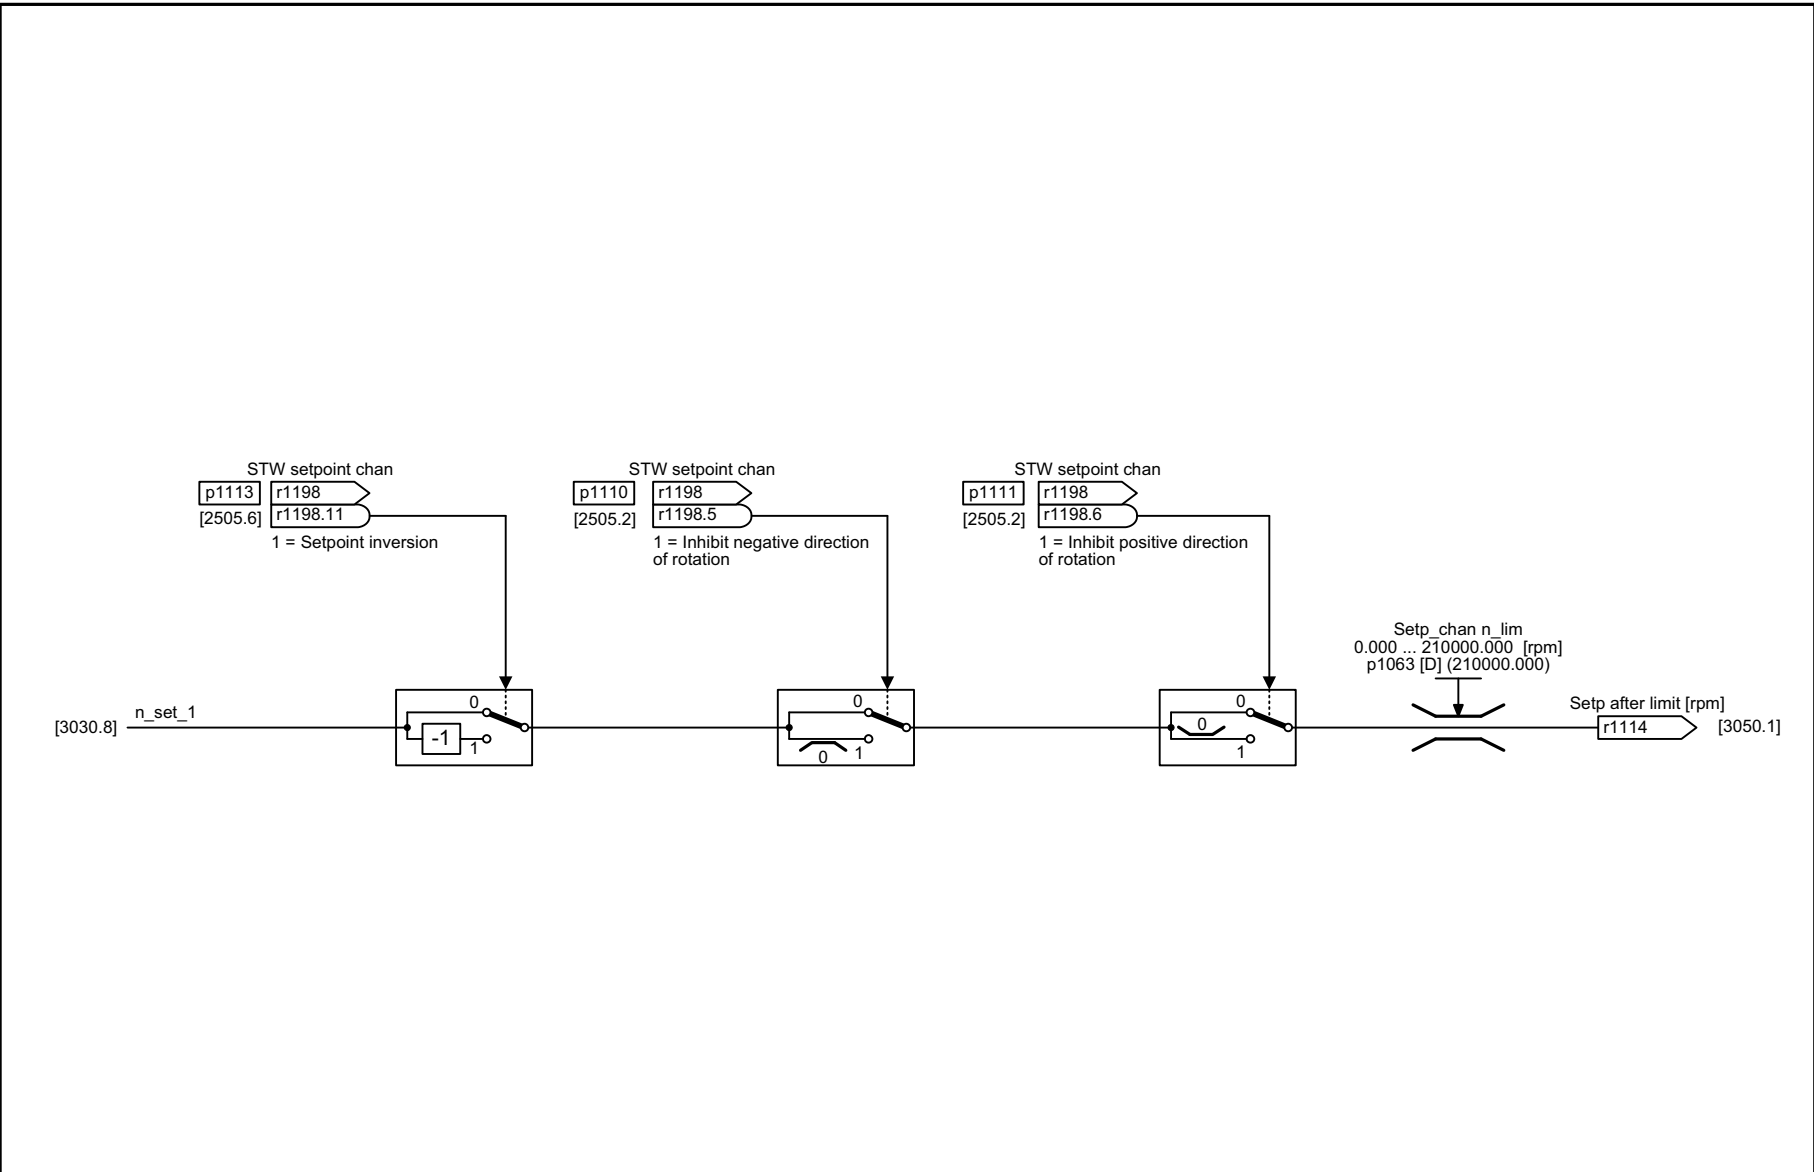 STW setpoint chan
p1113 r1198
[2505.6] r1198.11
1 = Setpoint inversion
STW setpoint chan
p1110 r1198
[2505.2] r1198.5
1 = Inhibit negative direction
of rotation
STW setpoint chan
p1111 r1198
[2505.2] r1198.6
1 = Inhibit positive direction
of rotation
Setp_chan n_lim
0.000 ... 210000.000 [rpm]
p1063 [D] (210000.000)
[3030.8] n_set_1
0
-1
1
0
0
1
0
0
1
Setp after limit [rpm]
r1114 [3050.1]